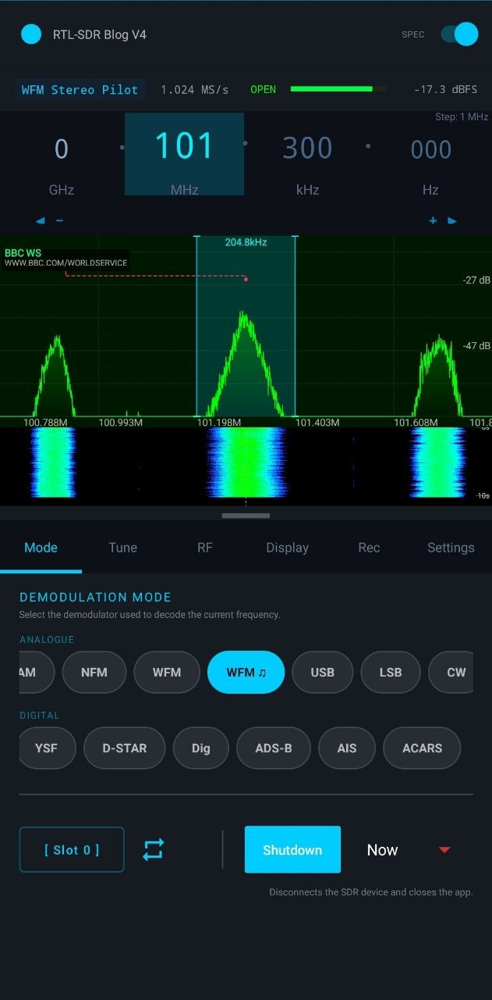 RTL-SDR Blog V4
SPEC
WFM Stereo Pilot 1.024 MS/s OPEN -17.3 dBFS
Step: 1 MHz
0 101 300 000
GHz MHz kHz Hz
◄ − + ►
204.8kHz
BBC WS
WWW.BBC.COM/WORLDSERVICE
-27 dB
-47 dB
100.788M 100.993M 101.198M 101.403M 101.608M 101.8
0s
10s
Mode Tune RF Display Rec Settings
DEMODULATION MODE
Select the demodulator used to decode the current frequency.
ANALOGUE
AM NFM WFM WFM ♫ USB LSB CW
DIGITAL
YSF D-STAR Dig ADS-B AIS ACARS
[ Slot 0 ] Shutdown Now
Disconnects the SDR device and closes the app.